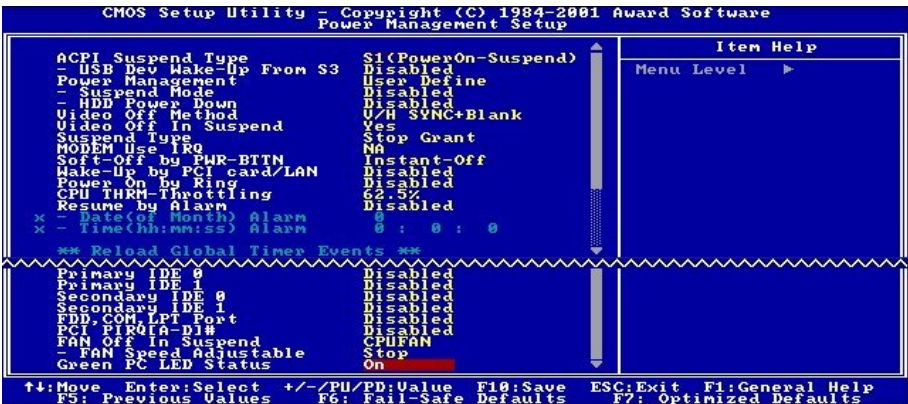 CMOS Setup Utility - Copyright (C) 1984-2001 Award Software
Power Management Setup
Item Help
Menu Level ▶
ACPI Suspend Type S1(PowerOn-Suspend)
- USB Dev Wake-Up From S3 Disabled
Power Management User Define
- Suspend Mode Disabled
- HDD Power Down Disabled
Video Off Method V/H SYNC+Blank
Video Off In Suspend Yes
Suspend Type Stop Grant
MODEM Use IRQ NA
Soft-Off by PWR-BTTN Instant-Off
Wake-Up by PCI card/LAN Disabled
Power On by Ring Disabled
CPU THRM-Throttling 62.5%
Resume by Alarm Disabled
x - Date(of Month) Alarm 0
x - Time(hh:mm:ss) Alarm 0 : 0 : 0
** Reload Global Timer Events **
Primary IDE 0 Disabled
Primary IDE 1 Disabled
Secondary IDE 0 Disabled
Secondary IDE 1 Disabled
FDD,COM,LPT Port Disabled
PCI PIRQ[A-D]# Disabled
FAN Off In Suspend CPUFAN
- FAN Speed Adjustable Stop
Green PC LED Status On
↑↓:Move Enter:Select +/-/PU/PD:Value F10:Save ESC:Exit F1:General Help
F5: Previous Values F6: Fail-Safe Defaults F7: Optimized Defaults